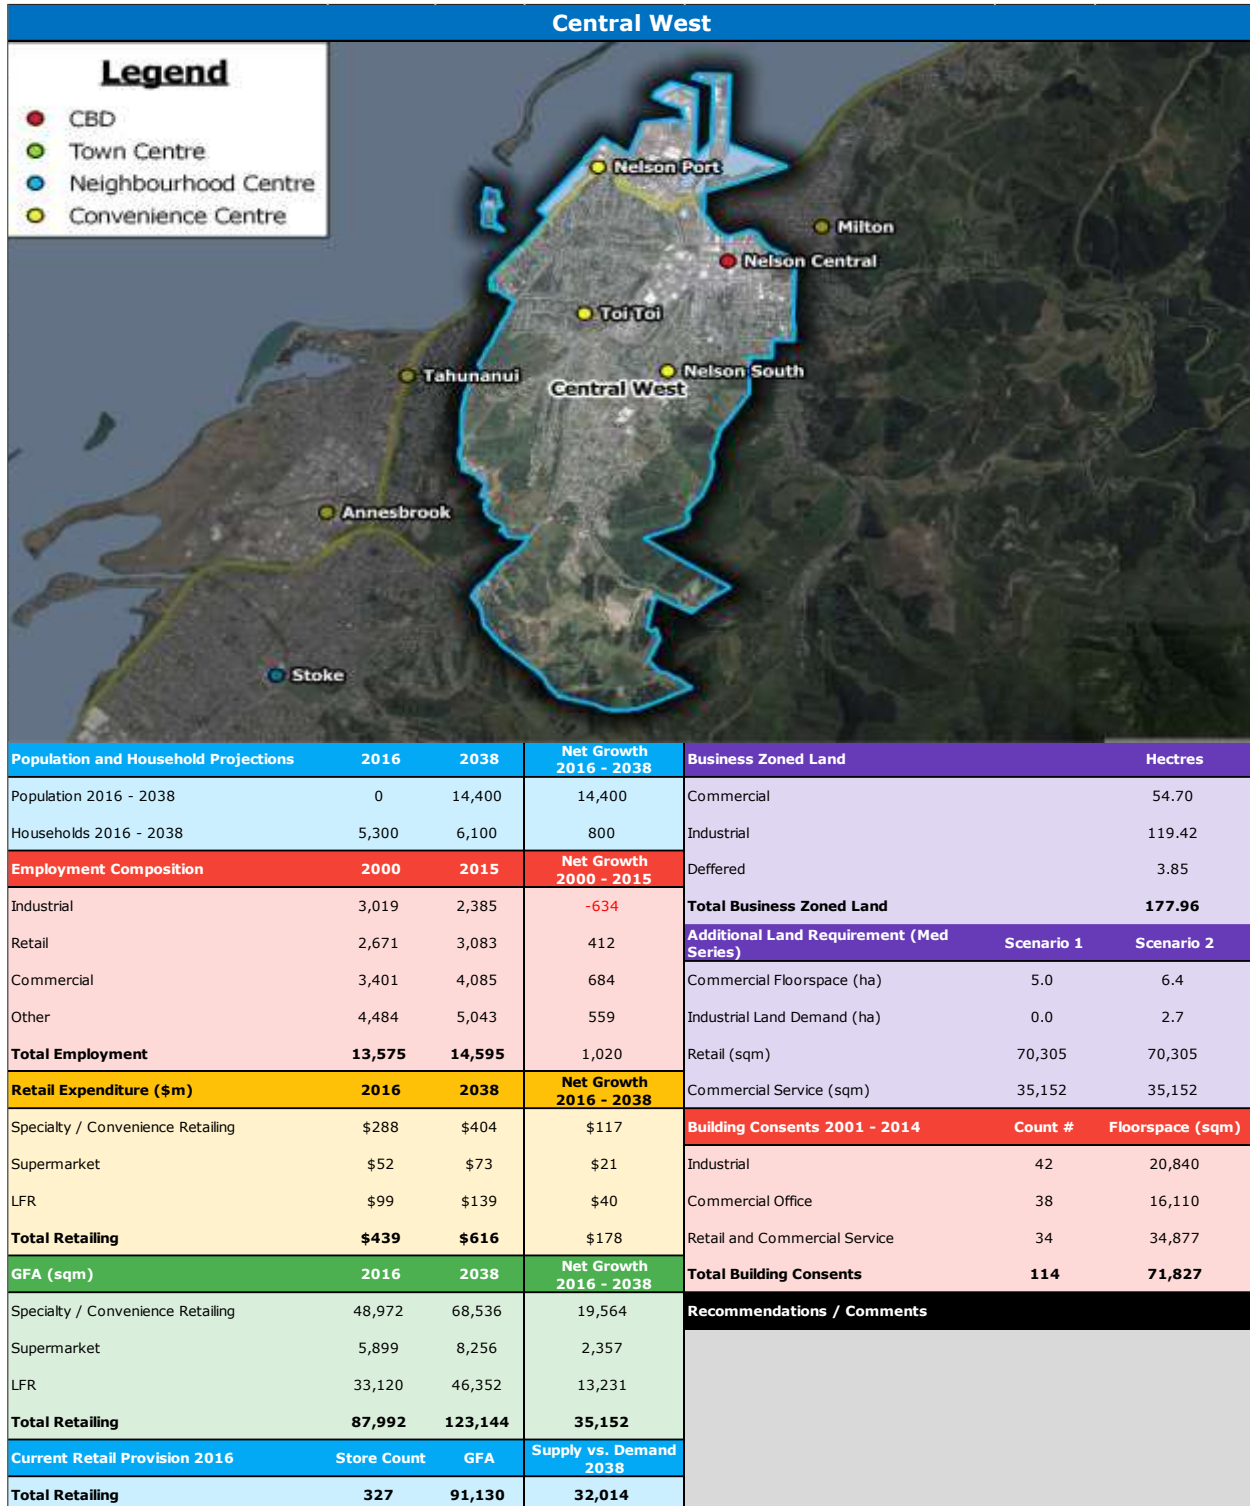 Central West
Legend
CBD
Town Centre
Neighbourhood Centre
Convenience Centre
Nelson Port
Milton
Nelson Central
Toi Toi
Tahunanui
Nelson South
Central West
Annesbrook
Stoke
Population and Household Projections 2016 2038 Net Growth 2016 - 2038
Population 2016 - 2038 0 14,400 14,400
Households 2016 - 2038 5,300 6,100 800
Employment Composition 2000 2015 Net Growth 2000 - 2015
Industrial 3,019 2,385 -634
Retail 2,671 3,083 412
Commercial 3,401 4,085 684
Other 4,484 5,043 559
Total Employment 13,575 14,595 1,020
Retail Expenditure ($m) 2016 2038 Net Growth 2016 - 2038
Specialty / Convenience Retailing $288 $404 $117
Supermarket $52 $73 $21
LFR $99 $139 $40
Total Retailing $439 $616 $178
GFA (sqm) 2016 2038 Net Growth 2016 - 2038
Specialty / Convenience Retailing 48,972 68,536 19,564
Supermarket 5,899 8,256 2,357
LFR 33,120 46,352 13,231
Total Retailing 87,992 123,144 35,152
Current Retail Provision 2016 Store Count GFA Supply vs. Demand 2038
Total Retailing 327 91,130 32,014
Business Zoned Land Hectres
Commercial 54.70
Industrial 119.42
Deffered 3.85
Total Business Zoned Land 177.96
Additional Land Requirement (Med Series) Scenario 1 Scenario 2
Commercial Floorspace (ha) 5.0 6.4
Industrial Land Demand (ha) 0.0 2.7
Retail (sqm) 70,305 70,305
Commercial Service (sqm) 35,152 35,152
Building Consents 2001 - 2014 Count # Floorspace (sqm)
Industrial 42 20,840
Commercial Office 38 16,110
Retail and Commercial Service 34 34,877
Total Building Consents 114 71,827
Recommendations / Comments